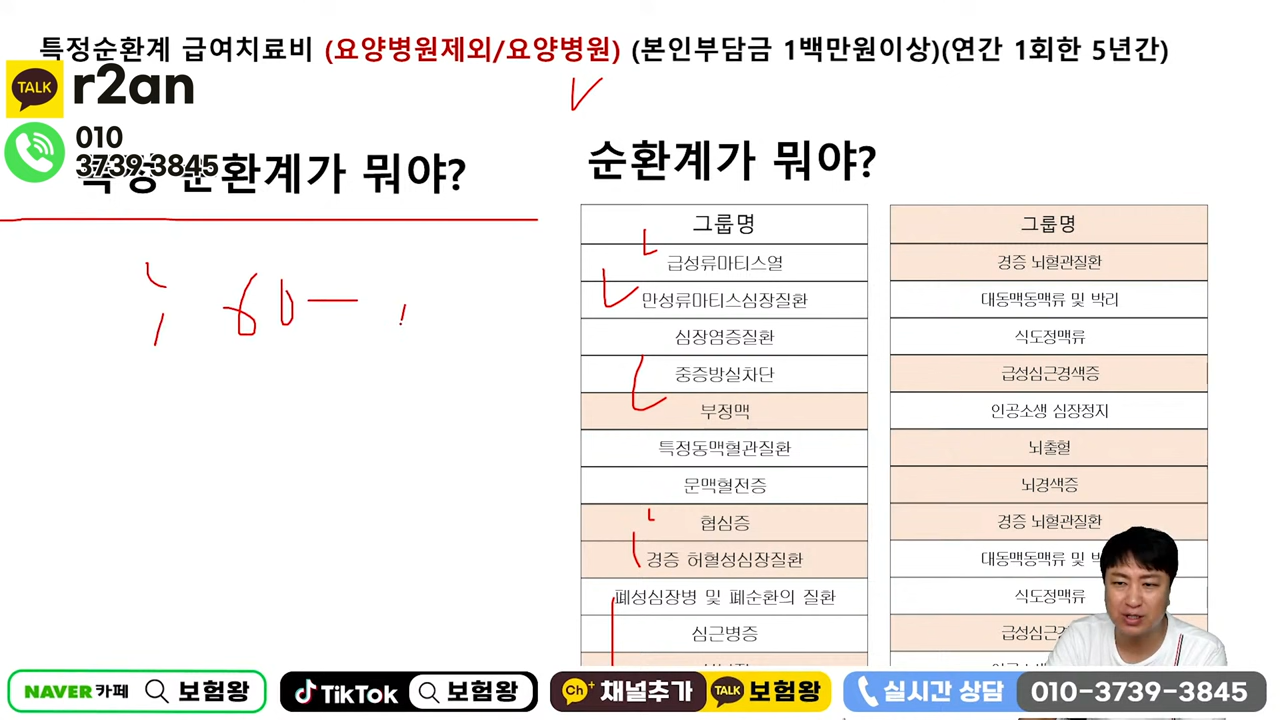 특정순환계 급여치료비 (요양병원제외/요양병원) (본인부담금 1백만원이상)(연간 1회한 5년간)
TALK r2an
010
3739-3845
순환계가 뭐야?
순환계가 뭐야?
그룹명
급성류마티스열
만성류마티스심장질환
심장염증질환
중증방실차단
부정맥
특정동맥혈관질환
문맥혈전증
협심증
경증 허혈성심장질환
폐성심장병 및 폐순환의 질환
심근병증
그룹명
경증 뇌혈관질환
대동맥동맥류 및 박리
식도정맥류
급성심근경색증
인공소생 심장정지
뇌출혈
뇌경색증
경증 뇌혈관질환
대동맥동맥류 및
식도정맥류
급성심근
NAVER 카페 보험왕
TikTok 보험왕
Ch+ 채널추가 TALK 보험왕
실시간 상담 010-3739-3845